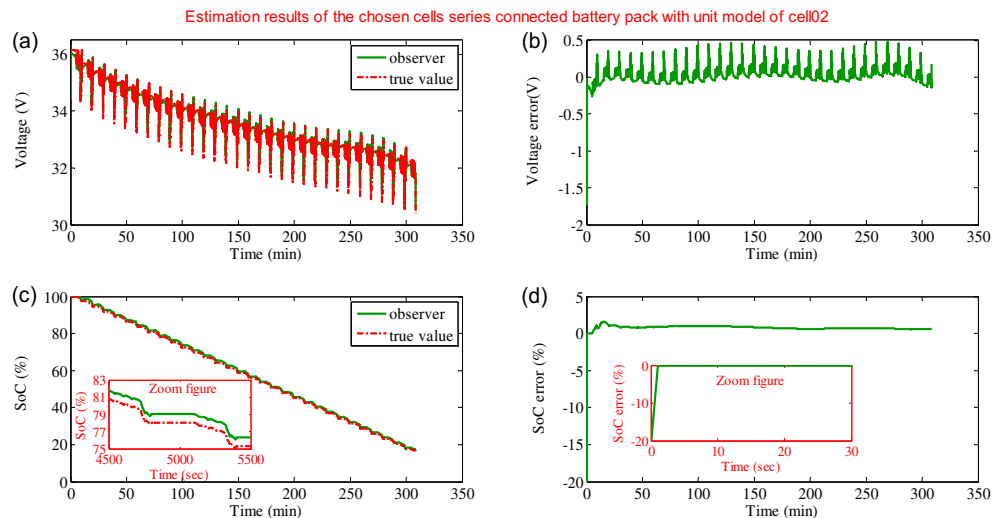 Estimation results of the chosen cells series connected battery pack with unit model of cell02
(a)
36
34
32
30
Voltage (V)
observer
true value
0 50 100 150 200 250 300 350
Time (min)
(b)
0.5
0
-0.5
-1
-1.5
-2
Voltage error(V)
0 50 100 150 200 250 300 350
Time (min)
(c)
100
80
60
40
20
0
SoC (%)
observer
true value
Zoom figure
83
81
79
77
75
SoC (%)
4500 5000 5500
Time (sec)
0 50 100 150 200 250 300 350
Time (min)
(d)
5
0
-5
-10
-15
-20
SoC error (%)
Zoom figure
0
-10
-20
SoC error (%)
0 10 20 30
Time (sec)
0 50 100 150 200 250 300 350
Time (min)